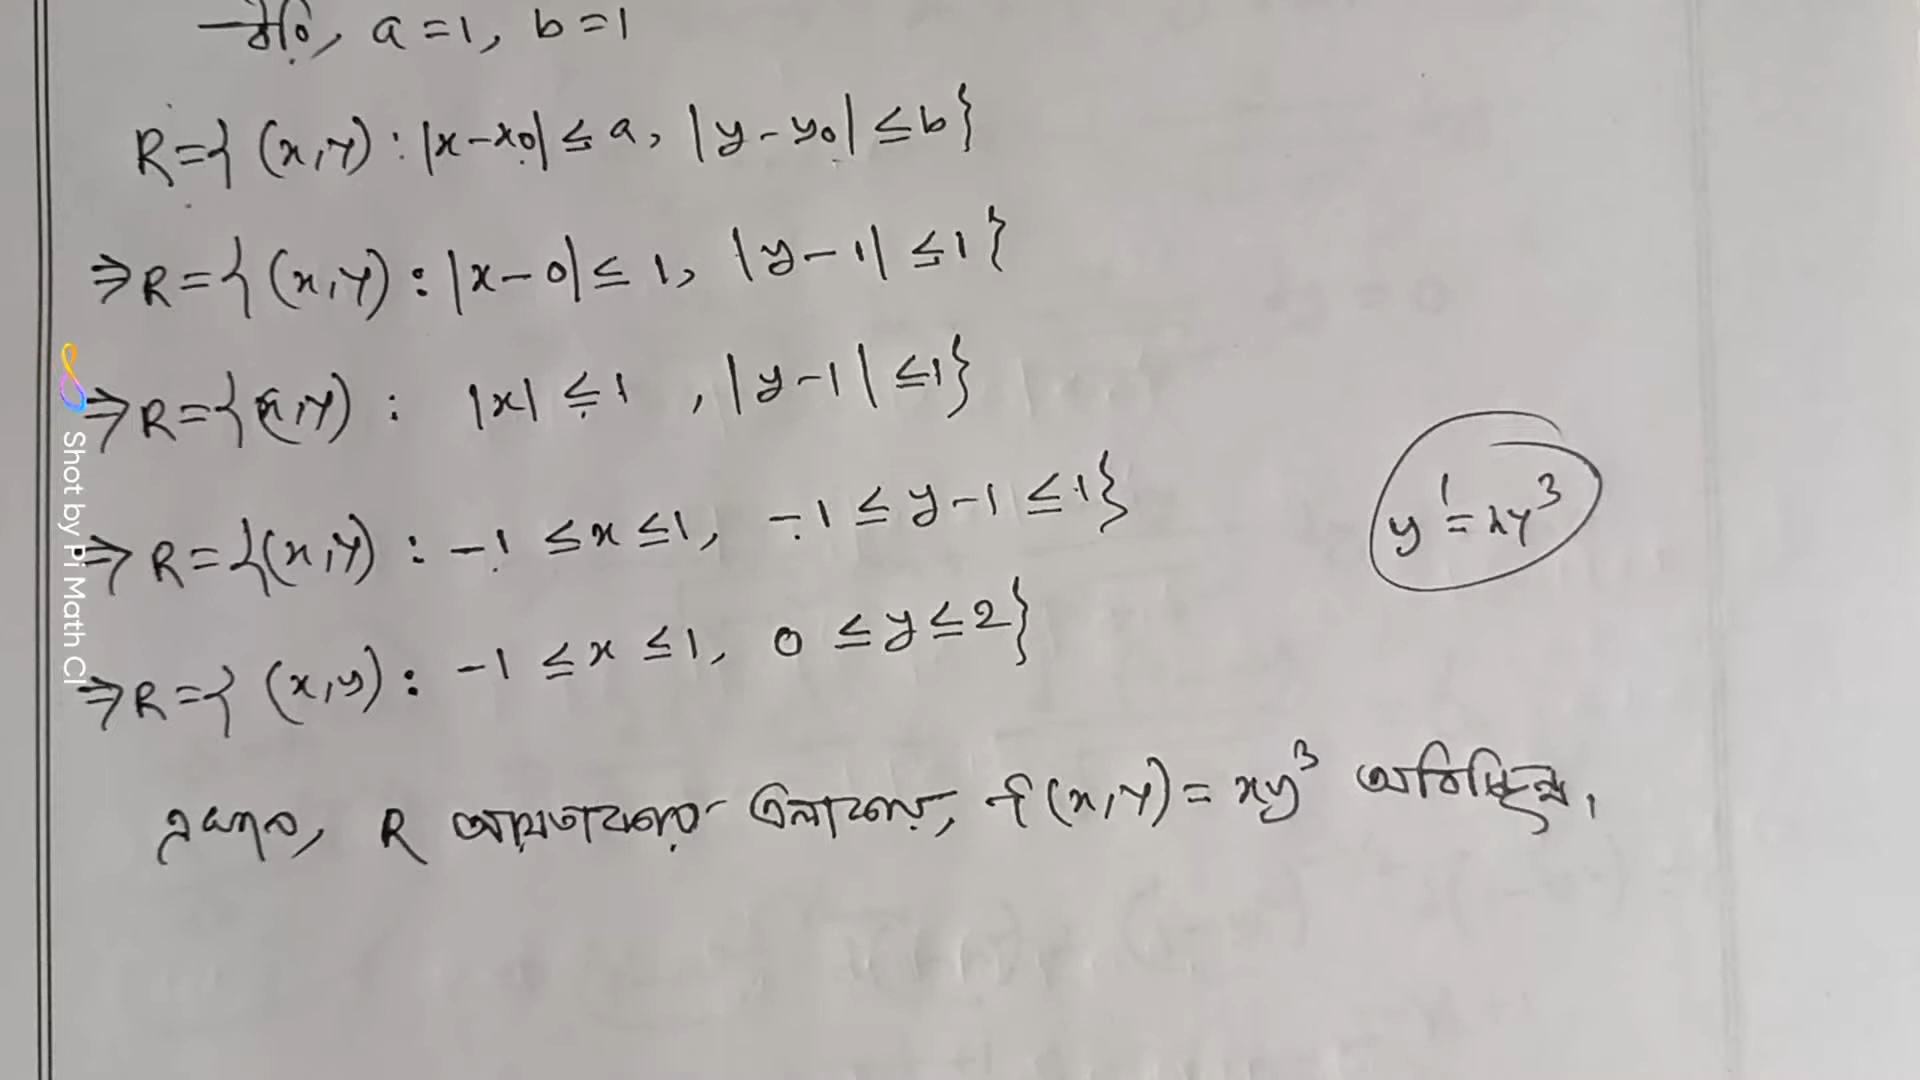 ধরি, a = 1, b = 1
R = { (x, y) : |x - x₀| ≤ a, |y - y₀| ≤ b}
⇒ R = { (x, y) : |x - 0| ≤ 1, |y - 1| ≤ 1}
⇒ R = { (x, y) : |x| ≤ 1 , |y - 1| ≤ 1}
⇒ R = {(x, y) : -1 ≤ x ≤ 1, -1 ≤ y - 1 ≤ 1}
y' = xy³
⇒ R = { (x, y) : -1 ≤ x ≤ 1, 0 ≤ y ≤ 2}
এখন, R আয়তাকার এলাকায়, f(x, y) = xy³ অবিচ্ছিন্ন,
Shot by Pi Math Cl